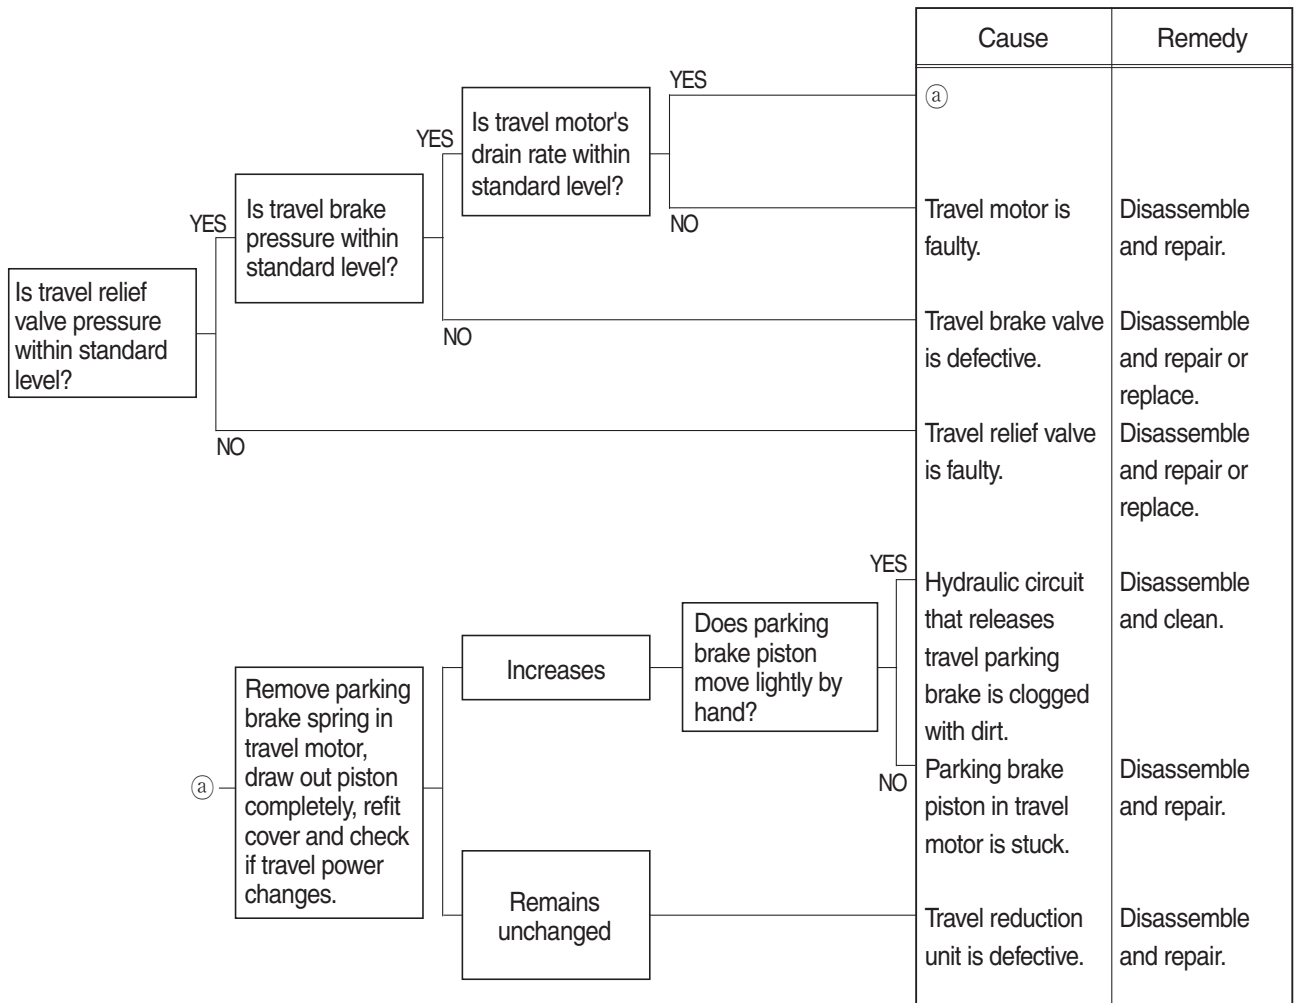 Cause
Remedy
YES
ⓐ
Is travel motor's
drain rate within
standard level?
YES
NO
Travel motor is
faulty.
Disassemble
and repair.
Is travel brake
pressure within
standard level?
YES
NO
Travel brake valve
is defective.
Disassemble
and repair or
replace.
Is travel relief
valve pressure
within standard
level?
NO
Travel relief valve
is faulty.
Disassemble
and repair or
replace.
ⓐ
Remove parking
brake spring in
travel motor,
draw out piston
completely, refit
cover and check
if travel power
changes.
Increases
Does parking
brake piston
move lightly by
hand?
YES
Hydraulic circuit
that releases
travel parking
brake is clogged
with dirt.
Disassemble
and clean.
NO
Parking brake
piston in travel
motor is stuck.
Disassemble
and repair.
Remains
unchanged
Travel reduction
unit is defective.
Disassemble
and repair.